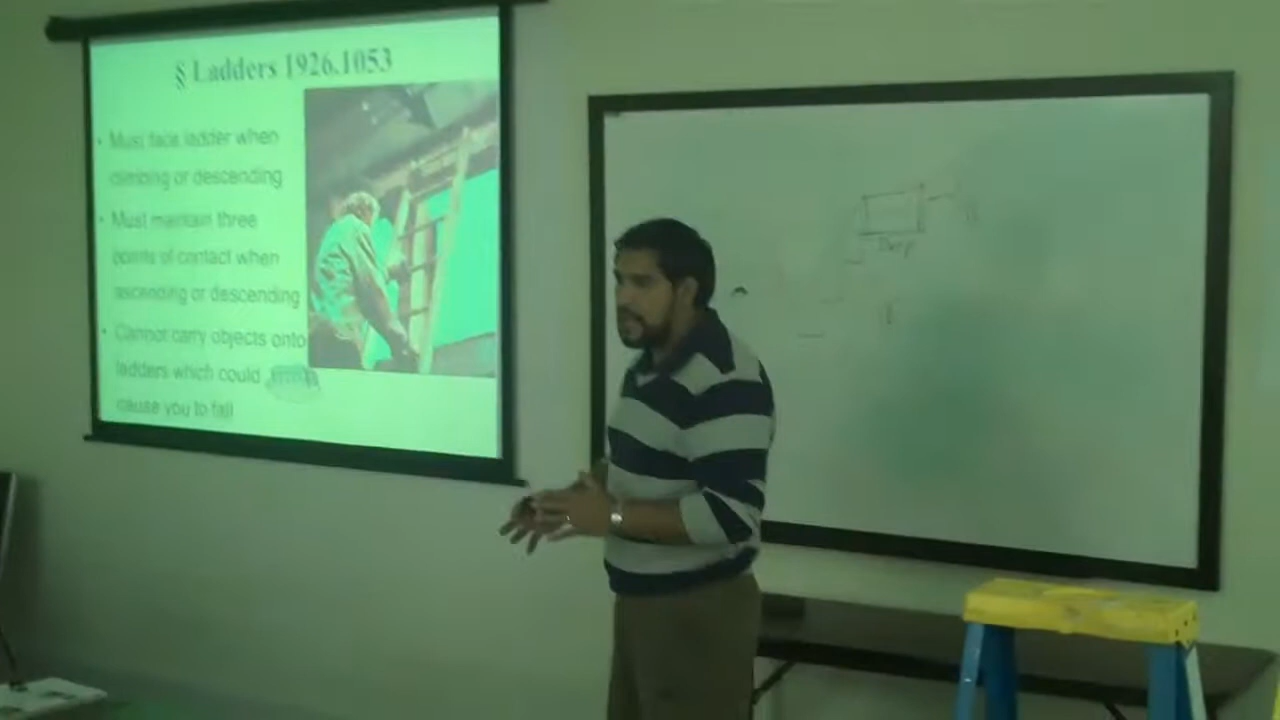 § Ladders 1926.1053
• Must face ladder when
climbing or descending
• Must maintain three
points of contact when
ascending or descending
• Cannot carry objects onto
ladders which could
cause you to fall